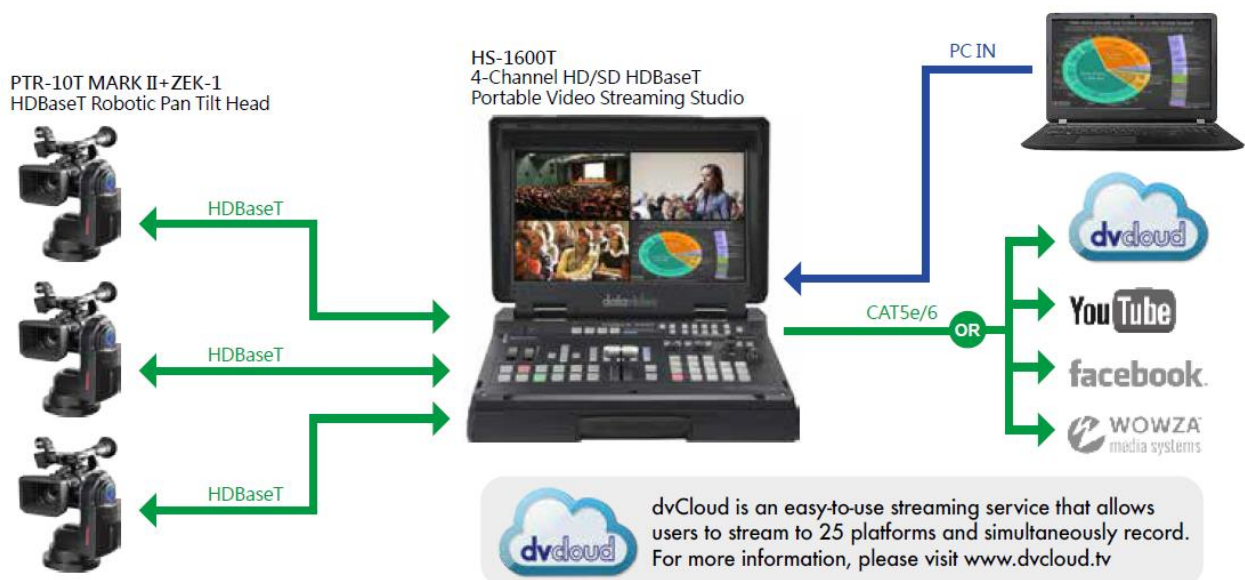 PTR-10T MARK II+ZEK-1
HDBaseT Robotic Pan Tilt Head
HDBaseT
HDBaseT
HDBaseT
HS-1600T
4-Channel HD/SD HDBaseT
Portable Video Streaming Studio
datavideo
PC IN
CAT5e/6
OR
dvcloud
YouTube
facebook.
WOWZA
media systems
dvcloud
dvCloud is an easy-to-use streaming service that allows
users to stream to 25 platforms and simultaneously record.
For more information, please visit www.dvcloud.tv